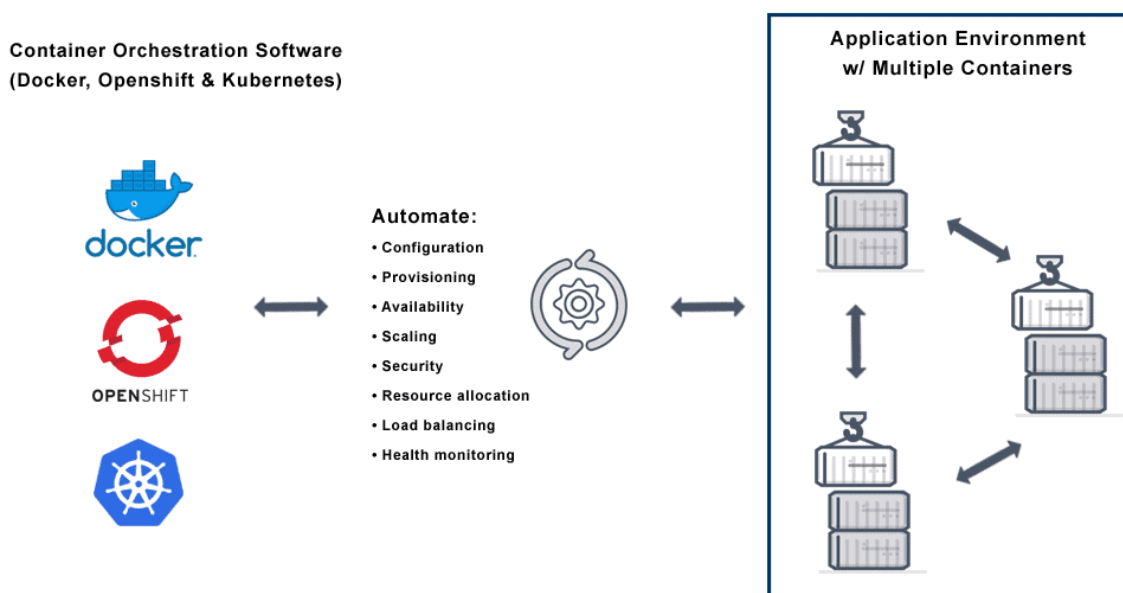 Container Orchestration Software
(Docker, Openshift & Kubernetes)
docker
OPENSHIFT
Automate:
• Configuration
• Provisioning
• Availability
• Scaling
• Security
• Resource allocation
• Load balancing
• Health monitoring
Application Environment
w/ Multiple Containers